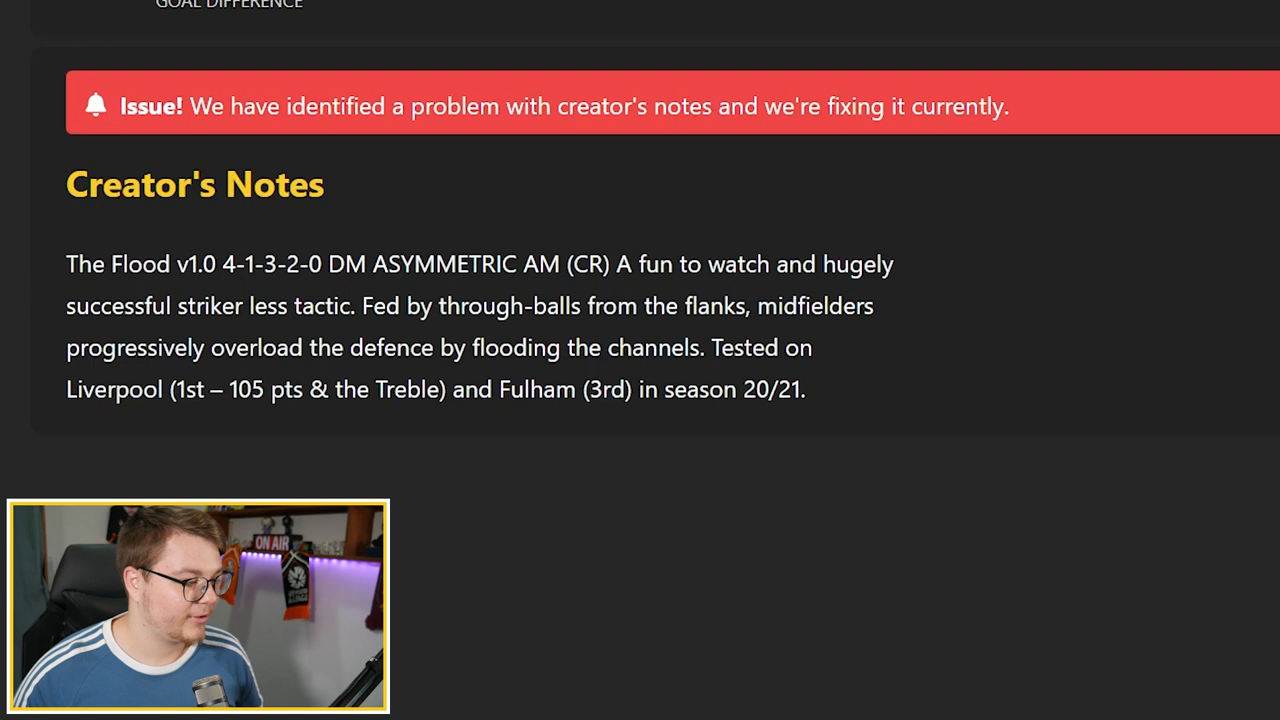 GOAL DIFFERENCE
Issue! We have identified a problem with creator's notes and we're fixing it currently.
Creator's Notes
The Flood v1.0 4-1-3-2-0 DM ASYMMETRIC AM (CR) A fun to watch and hugely
successful striker less tactic. Fed by through-balls from the flanks, midfielders
progressively overload the defence by flooding the channels. Tested on
Liverpool (1st – 105 pts & the Treble) and Fulham (3rd) in season 20/21.
ON AIR